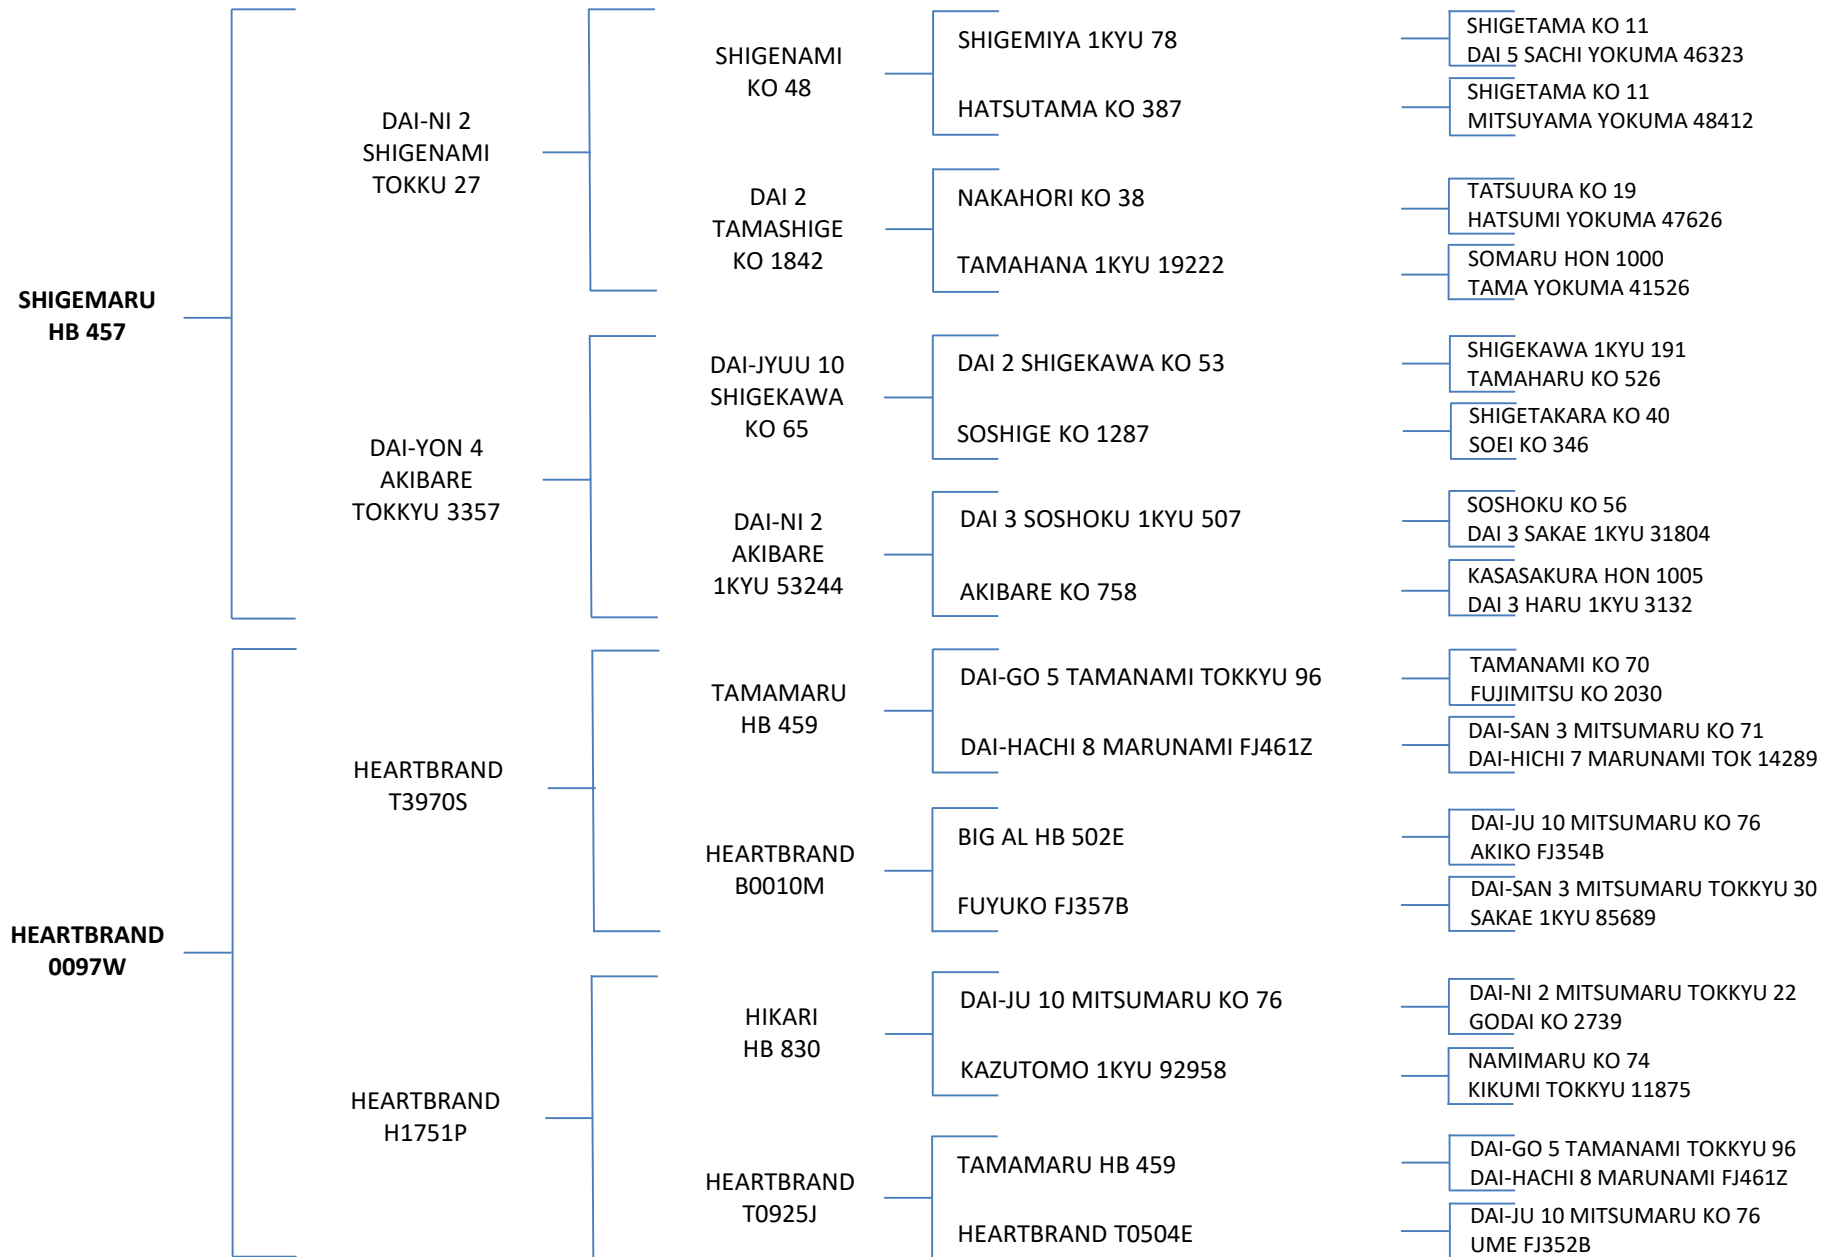 SHIGEMARU
HB 457
HEARTBRAND
0097W
DAI-NI 2
SHIGENAMI
TOKKU 27
DAI-YON 4
AKIBARE
TOKKYU 3357
HEARTBRAND
T3970S
HEARTBRAND
H1751P
SHIGENAMI
KO 48
DAI 2
TAMASHIGE
KO 1842
DAI-JYUU 10
SHIGEKAWA
KO 65
DAI-NI 2
AKIBARE
1KYU 53244
TAMAMARU
HB 459
HEARTBRAND
B0010M
HIKARI
HB 830
HEARTBRAND
T0925J
SHIGEMIYA 1KYU 78
HATSUTAMA KO 387
NAKAHORI KO 38
TAMAHANA 1KYU 19222
DAI 2 SHIGEKAWA KO 53
SOSHIGE KO 1287
DAI 3 SOSHOKU 1KYU 507
AKIBARE KO 758
DAI-GO 5 TAMANAMI TOKKYU 96
DAI-HACHI 8 MARUNAMI FJ461Z
BIG AL HB 502E
FUYUKO FJ357B
DAI-JU 10 MITSUMARU KO 76
KAZUTOMO 1KYU 92958
TAMAMARU HB 459
HEARTBRAND T0504E
SHIGETAMA KO 11
DAI 5 SACHI YOKUMA 46323
SHIGETAMA KO 11
MITSUYAMA YOKUMA 48412
TATSUURA KO 19
HATSUMI YOKUMA 47626
SOMARU HON 1000
TAMA YOKUMA 41526
SHIGEKAWA 1KYU 191
TAMAHARU KO 526
SHIGETAKARA KO 40
SOEI KO 346
SOSHOKU KO 56
DAI 3 SAKAE 1KYU 31804
KASASAKURA HON 1005
DAI 3 HARU 1KYU 3132
TAMANAMI KO 70
FUJIMITSU KO 2030
DAI-SAN 3 MITSUMARU KO 71
DAI-HICHI 7 MARUNAMI TOK 14289
DAI-JU 10 MITSUMARU KO 76
AKIKO FJ354B
DAI-SAN 3 MITSUMARU TOKKYU 30
SAKAE 1KYU 85689
DAI-NI 2 MITSUMARU TOKKYU 22
GODAI KO 2739
NAMIMARU KO 74
KIKUMI TOKKYU 11875
DAI-GO 5 TAMANAMI TOKKYU 96
DAI-HACHI 8 MARUNAMI FJ461Z
DAI-JU 10 MITSUMARU KO 76
UME FJ352B